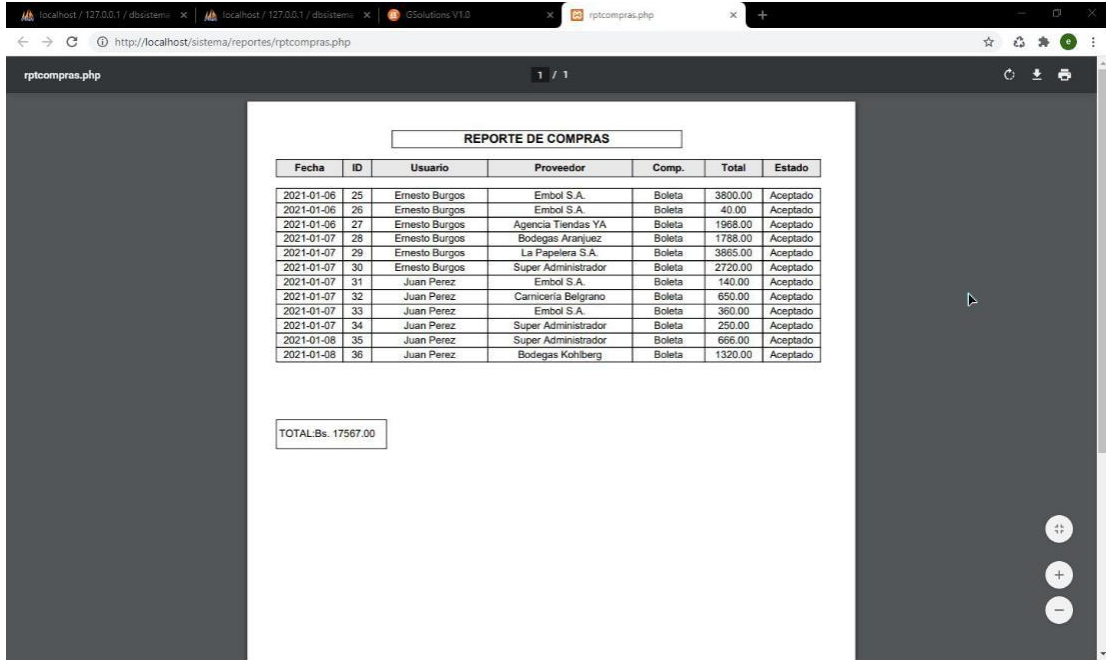 localhost / 127.0.0.1 / dbsistema localhost / 127.0.0.1 / dbsistema GSolutions V1.0 rptcompras.php
http://localhost/sistema/reportes/rptcompras.php e
rptcompras.php 1 / 1
REPORTE DE COMPRAS
Fecha ID Usuario Proveedor Comp. Total Estado
2021-01-06 25 Ernesto Burgos Embol S.A. Boleta 3800.00 Aceptado
2021-01-06 26 Ernesto Burgos Embol S.A. Boleta 40.00 Aceptado
2021-01-06 27 Ernesto Burgos Agencia Tiendas YA Boleta 1968.00 Aceptado
2021-01-07 28 Ernesto Burgos Bodegas Aranjuez Boleta 1788.00 Aceptado
2021-01-07 29 Ernesto Burgos La Papelera S.A. Boleta 3865.00 Aceptado
2021-01-07 30 Ernesto Burgos Super Administrador Boleta 2720.00 Aceptado
2021-01-07 31 Juan Perez Embol S.A. Boleta 140.00 Aceptado
2021-01-07 32 Juan Perez Carnicería Belgrano Boleta 650.00 Aceptado
2021-01-07 33 Juan Perez Embol S.A. Boleta 360.00 Aceptado
2021-01-07 34 Juan Perez Super Administrador Boleta 250.00 Aceptado
2021-01-08 35 Juan Perez Super Administrador Boleta 666.00 Aceptado
2021-01-08 36 Juan Perez Bodegas Kohlberg Boleta 1320.00 Aceptado
TOTAL:Bs. 17567.00